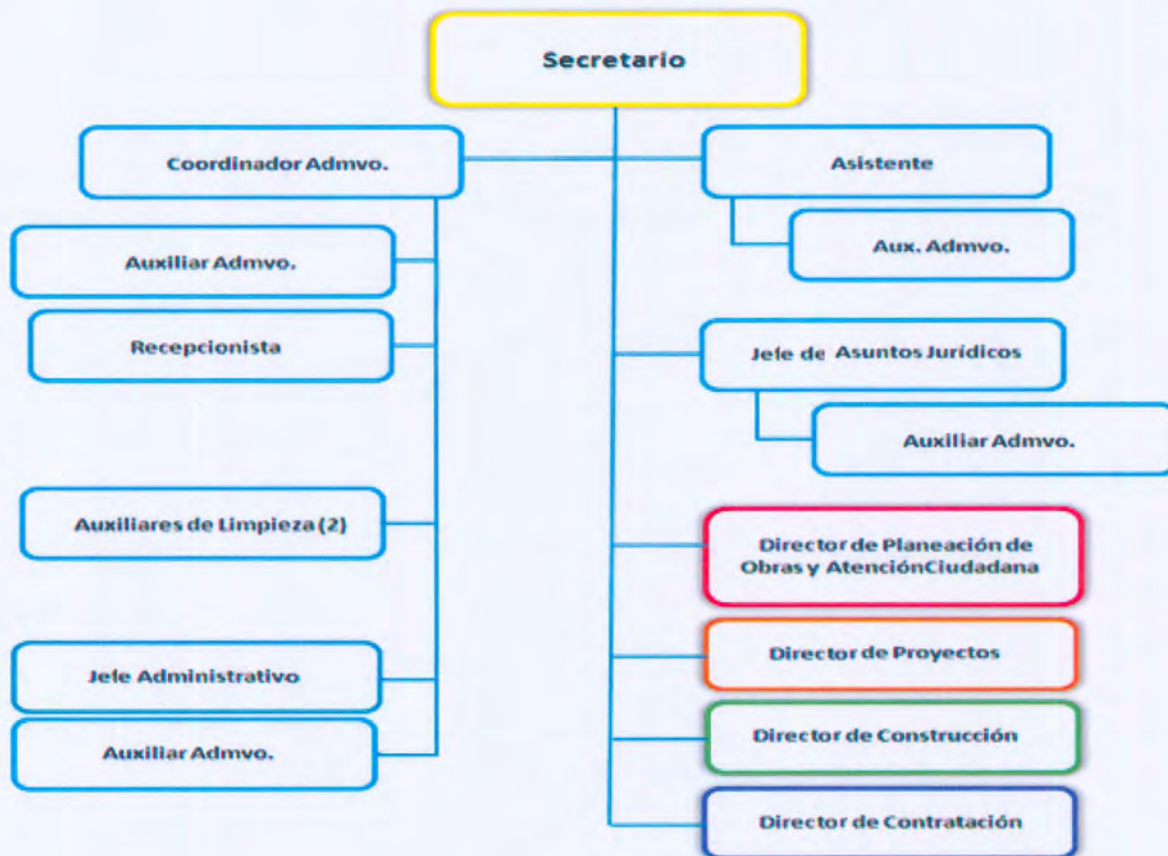 Secretario
Coordinador Admvo.
Asistente
Aux. Admvo.
Auxiliar Admvo.
Recepcionista
Jefe de Asuntos Jurídicos
Auxiliar Admvo.
Auxiliares de Limpieza (2)
Director de Planeación de
Obras y AtenciónCiudadana
Jefe Administrativo
Director de Proyectos
Auxiliar Admvo.
Director de Construcción
Director de Contratación